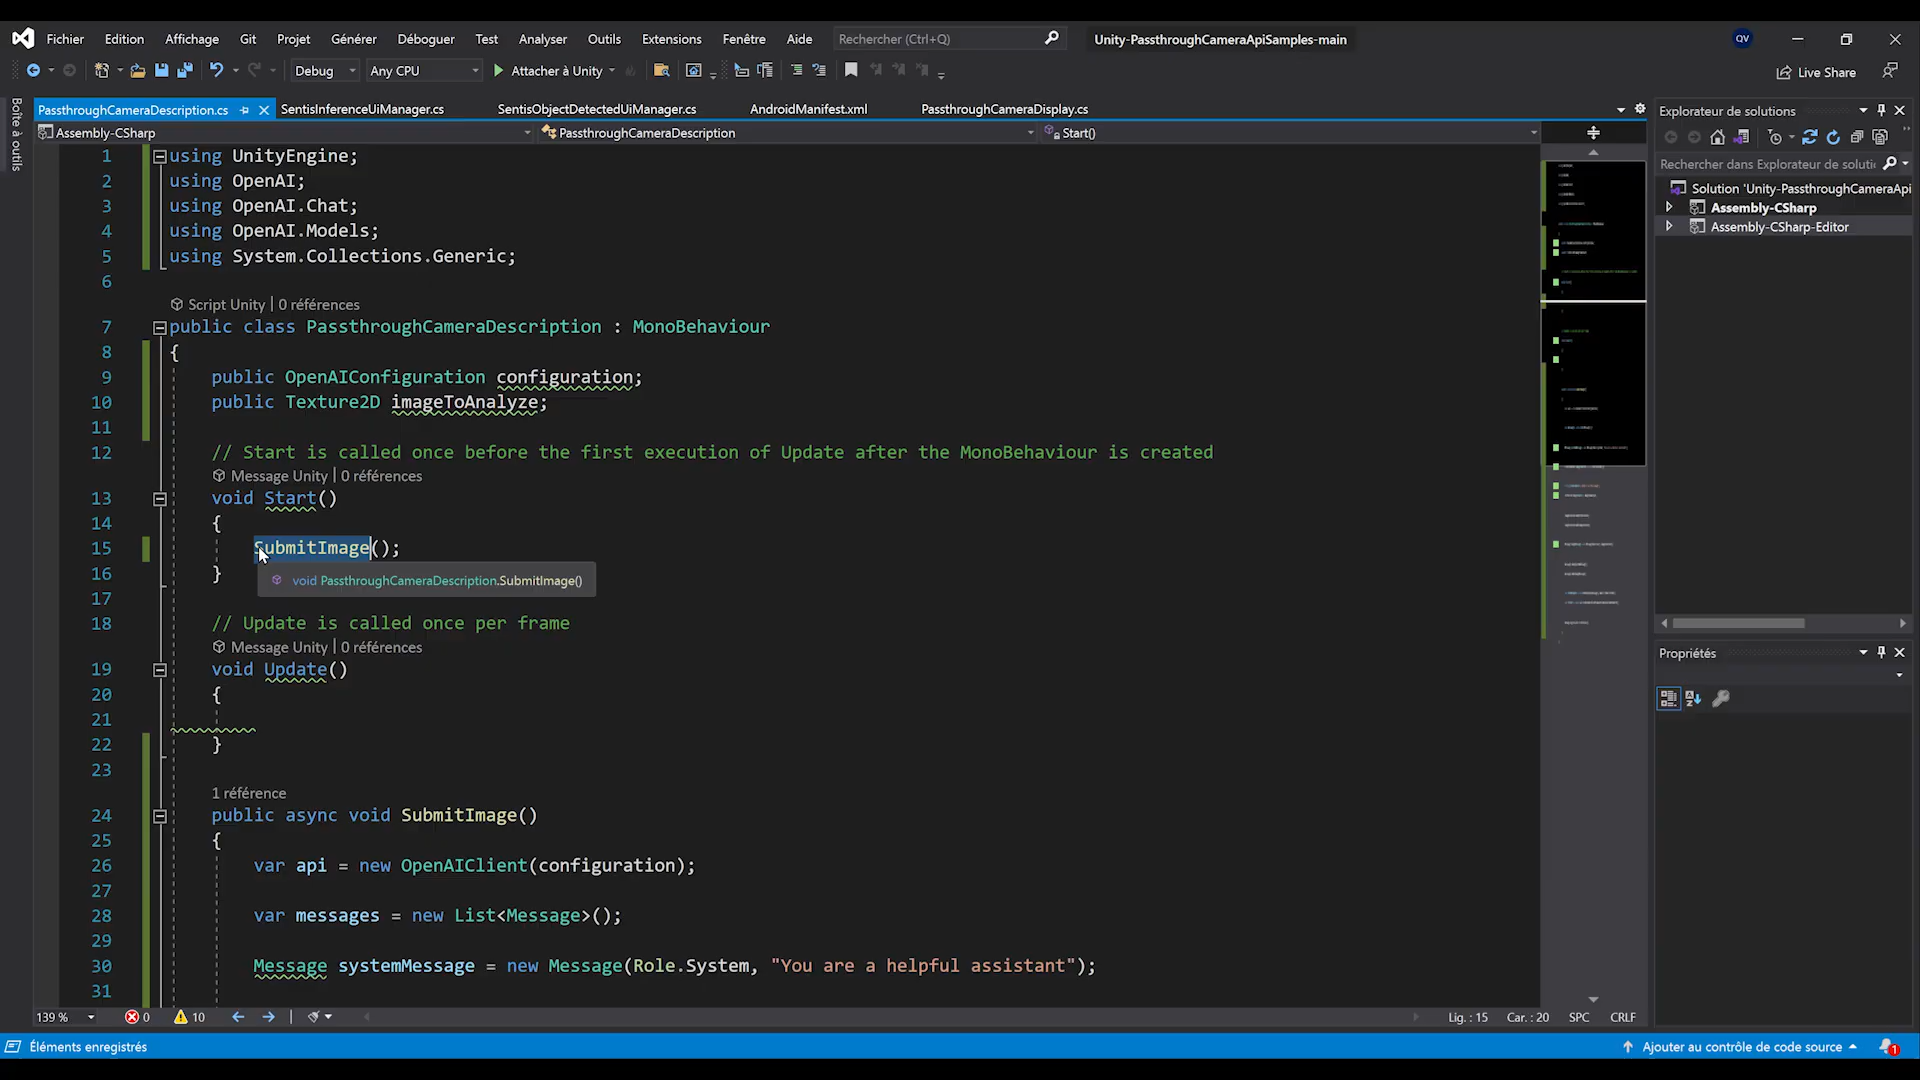 Fichier Edition Affichage Git Projet Générer Déboguer Test Analyser Outils Extensions Fenêtre Aide Rechercher (Ctrl+Q) Unity-PassthroughCameraApiSamples-main QV
Debug Any CPU Attacher à Unity Live Share
Boîte à outils
PassthroughCameraDescription.cs SentisInferenceUiManager.cs SentisObjectDetectedUiManager.cs AndroidManifest.xml PassthroughCameraDisplay.cs
Assembly-CSharp PassthroughCameraDescription Start()
1 using UnityEngine;
2 using OpenAI;
3 using OpenAI.Chat;
4 using OpenAI.Models;
5 using System.Collections.Generic;
6
Script Unity | 0 références
7 public class PassthroughCameraDescription : MonoBehaviour
8 {
9 public OpenAIConfiguration configuration;
10 public Texture2D imageToAnalyze;
11
12 // Start is called once before the first execution of Update after the MonoBehaviour is created
Message Unity | 0 références
13 void Start()
14 {
15 SubmitImage();
void PassthroughCameraDescription.SubmitImage()
16 }
17
18 // Update is called once per frame
Message Unity | 0 références
19 void Update()
20 {
21
22 }
23
1 référence
24 public async void SubmitImage()
25 {
26 var api = new OpenAIClient(configuration);
27
28 var messages = new List<Message>();
29
30 Message systemMessage = new Message(Role.System, "You are a helpful assistant");
31
139 % 0 10 Lig. : 15 Car. : 20 SPC CRLF
Explorateur de solutions
Rechercher dans Explorateur de soluti
Solution 'Unity-PassthroughCameraApi
Assembly-CSharp
Assembly-CSharp-Editor
Propriétés
Éléments enregistrés Ajouter au contrôle de code source 1